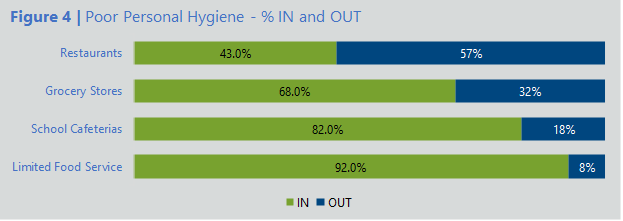 Figure 4 | Poor Personal Hygiene - % IN and OUT
Restaurants 43.0% 57%
Grocery Stores 68.0% 32%
School Cafeterias 82.0% 18%
Limited Food Service 92.0% 8%
IN OUT